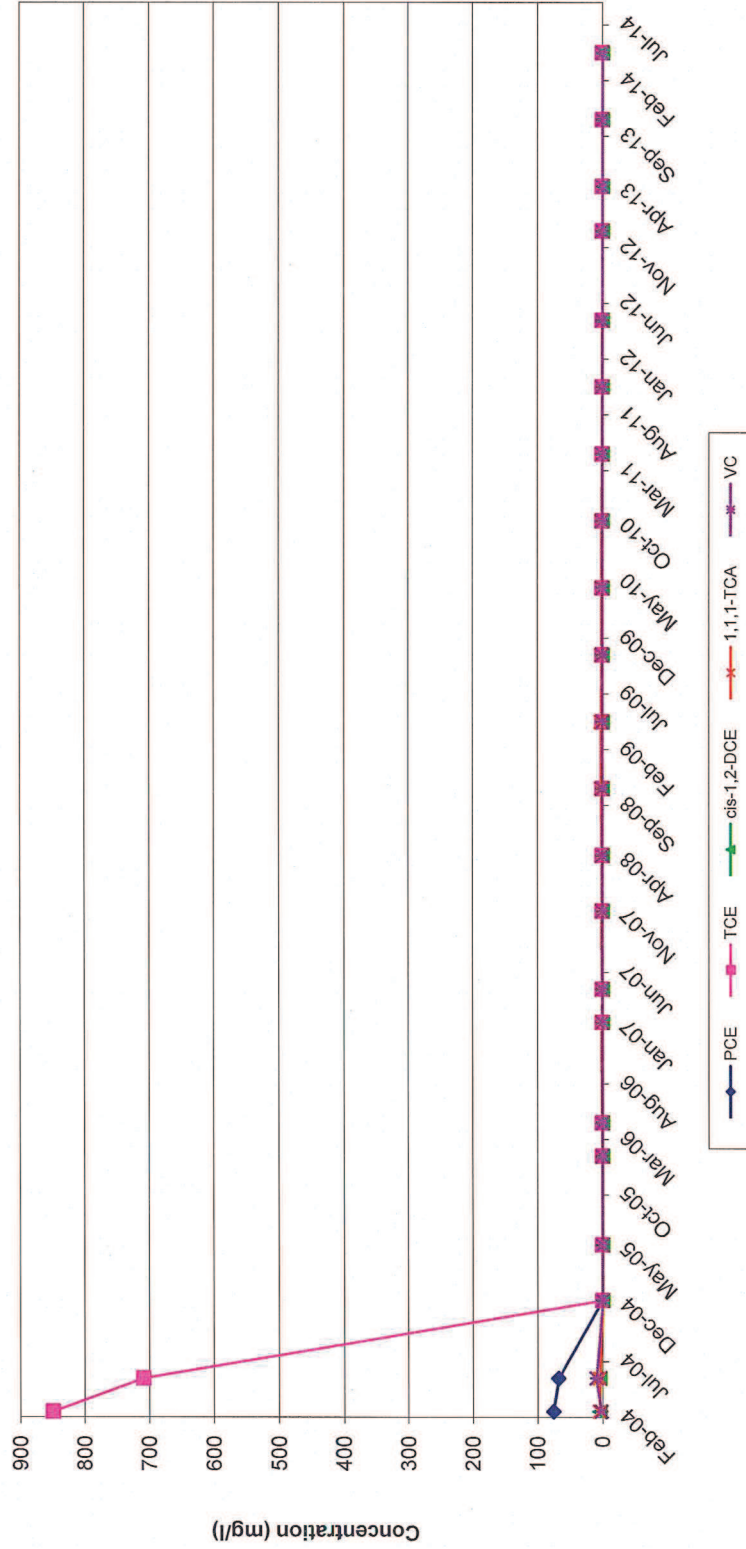 Concentration (mg/l)
900
800
700
600
500
400
300
200
100
0
Feb-04
Jul-04
Dec-04
May-05
Oct-05
Mar-06
Aug-06
Jan-07
Jun-07
Nov-07
Apr-08
Sep-08
Feb-09
Jul-09
Dec-09
May-10
Oct-10
Mar-11
Aug-11
Jan-12
Jun-12
Nov-12
Apr-13
Sep-13
Feb-14
Jul-14
PCE TCE cis-1,2-DCE 1,1,1-TCA VC